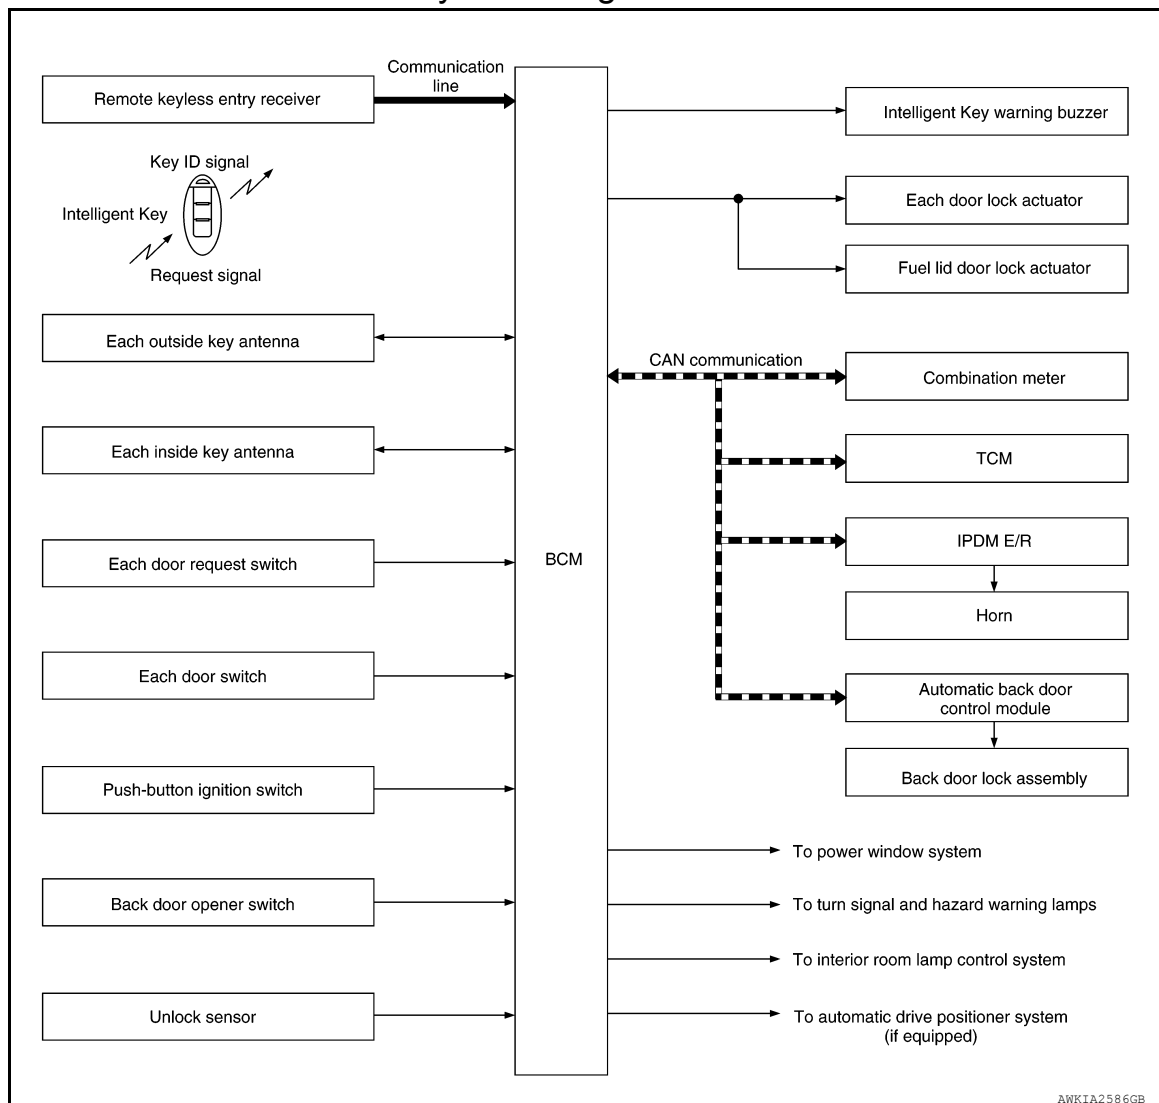 Communication
line
Remote keyless entry receiver
Key ID signal
Intelligent Key
Request signal
Each outside key antenna
Each inside key antenna
Each door request switch
Each door switch
Push-button ignition switch
Back door opener switch
Unlock sensor
BCM
Intelligent Key warning buzzer
Each door lock actuator
Fuel lid door lock actuator
CAN communication
Combination meter
TCM
IPDM E/R
Horn
Automatic back door
control module
Back door lock assembly
To power window system
To turn signal and hazard warning lamps
To interior room lamp control system
To automatic drive positioner system
(if equipped)
AWKIA2586GB